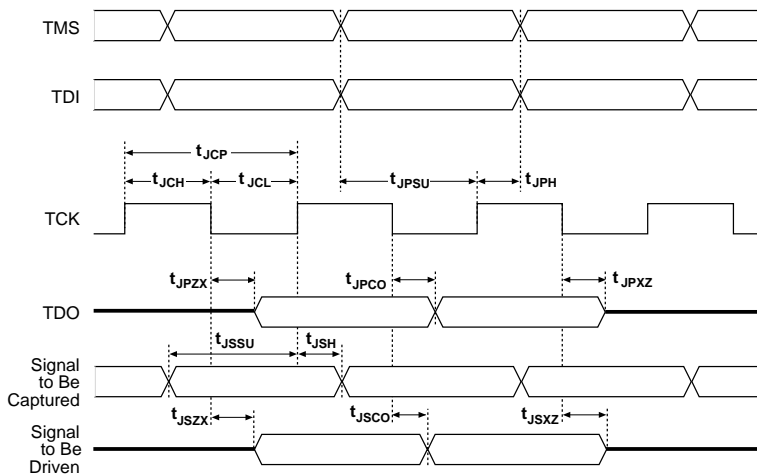 TMS
TDI
tJCP
tJCH
tJCL
tJPSU
tJPH
TCK
tJPZX
tJPCO
tJPXZ
TDO
tJSSU
tJSH
Signal
to Be
Captured
tJSZX
tJSCO
tJSXZ
Signal
to Be
Driven